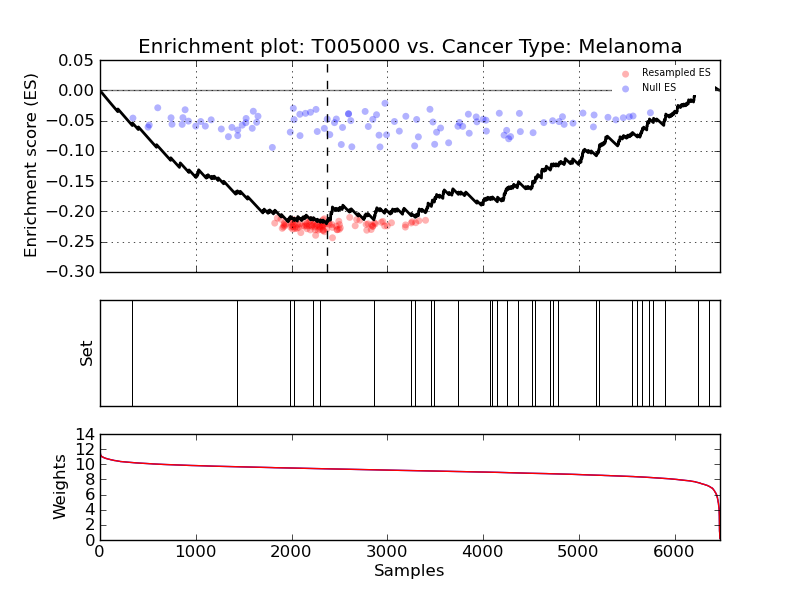 Enrichment plot: T005000 vs. Cancer Type: Melanoma
Enrichment score (ES)
0.05
0.00
−0.05
−0.10
−0.15
−0.20
−0.25
−0.30
Resampled ES
Null ES
Set
Weights
14
12
10
8
6
4
2
0
0 1000 2000 3000 4000 5000 6000
Samples